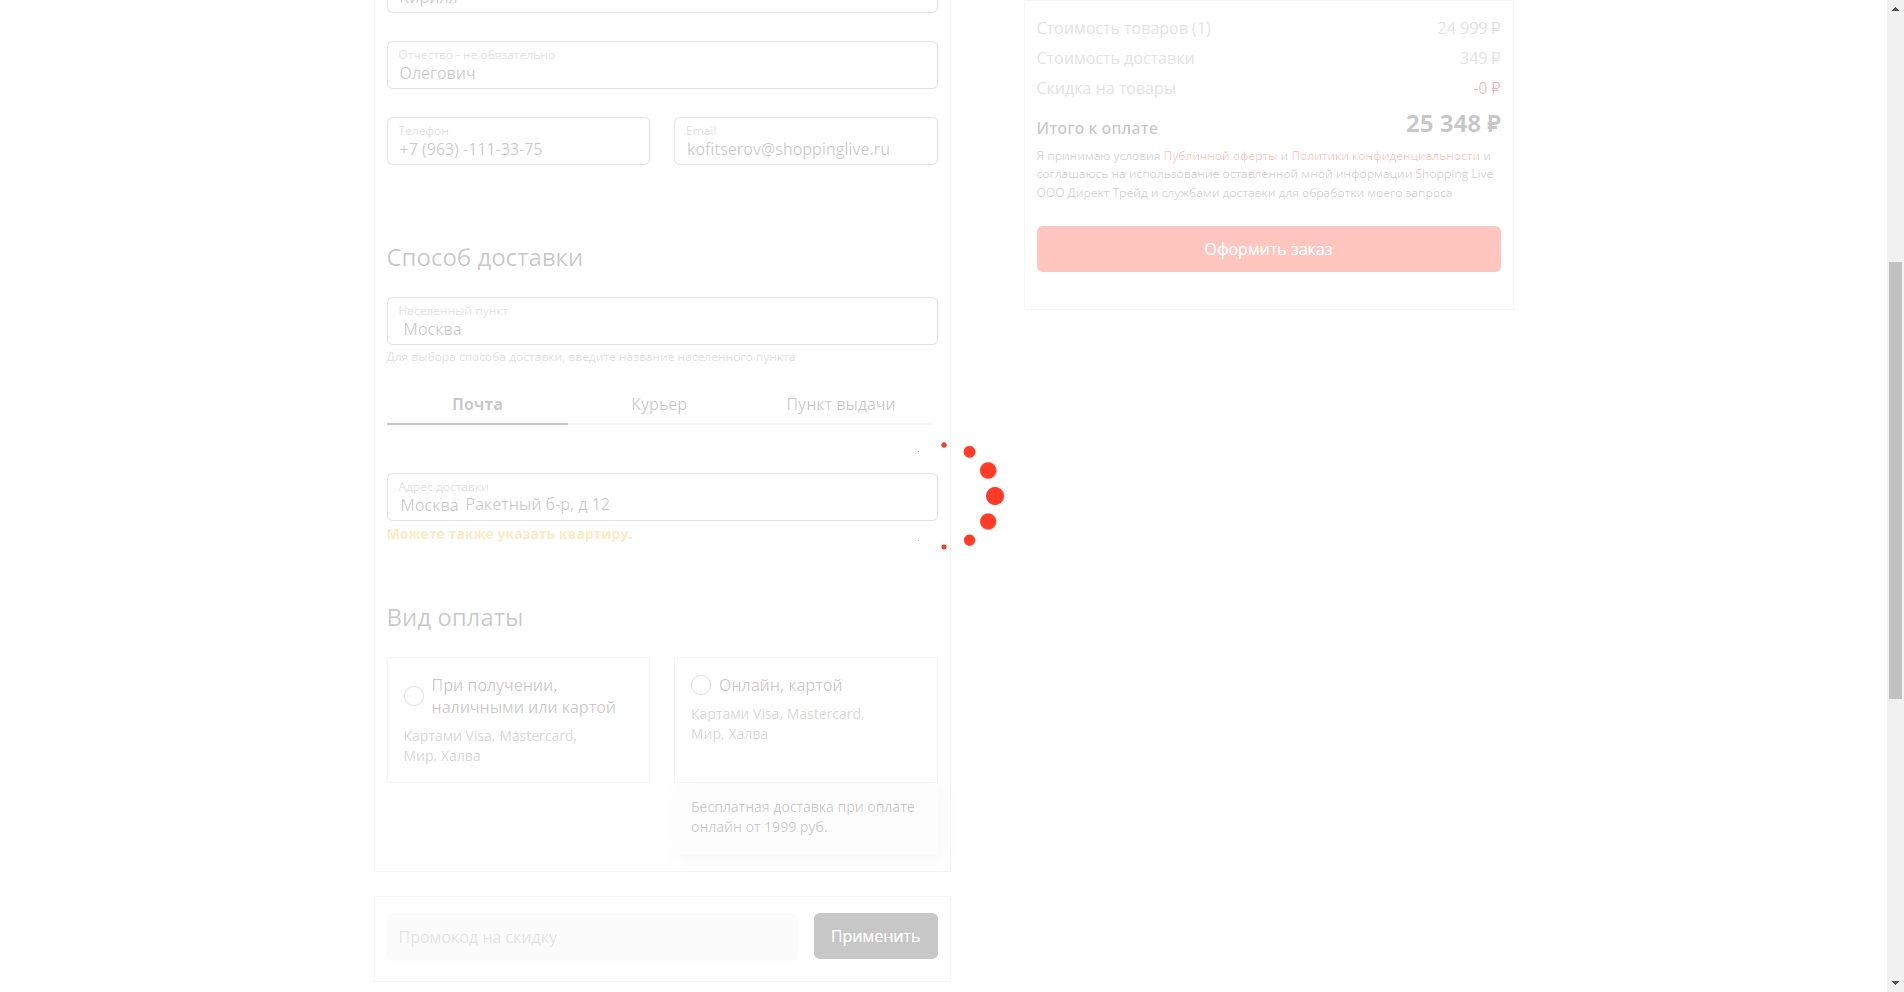 Кирилл
Отчество - не обязательно
Олегович
Телефон
+7 (963) -111-33-75
Email
kofitserov@shoppinglive.ru
Способ доставки
Населенный пункт
Москва
Для выбора способа доставки, введите название населенного пункта
Почта
Курьер
Пункт выдачи
Адрес доставки
Москва Ракетный б-р, д 12
Можете также указать квартиру.
Вид оплаты
При получении,
наличными или картой
Картами Visa, Mastercard,
Мир, Халва
Онлайн, картой
Картами Visa, Mastercard,
Мир, Халва
Бесплатная доставка при оплате
онлайн от 1999 руб.
Промокод на скидку
Применить
Стоимость товаров (1) 24 999 ₽
Стоимость доставки 349 ₽
Скидка на товары -0 ₽
Итого к оплате 25 348 ₽
Я принимаю условия Публичной оферты и Политики конфиденциальности и
соглашаюсь на использование оставленной мной информации Shopping Live
ООО Директ Трейд и службами доставки для обработки моего запроса
Оформить заказ